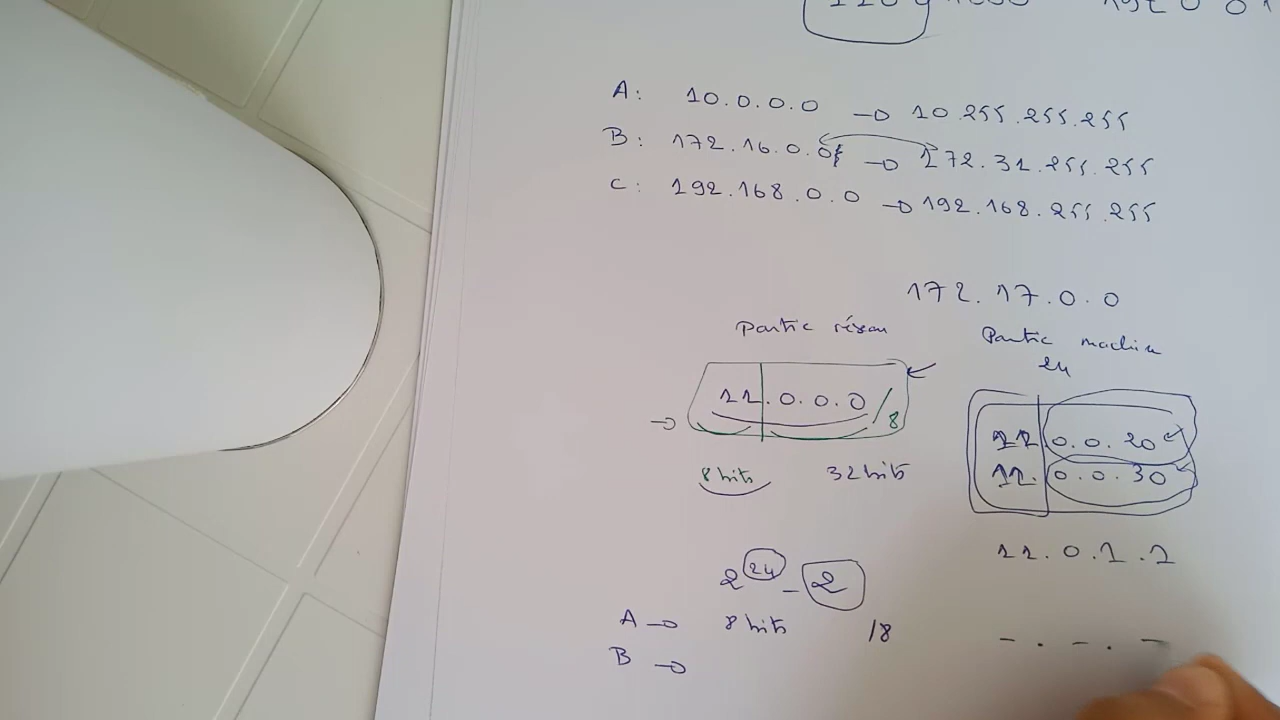 A: 10.0.0.0 → 10.255.255.255
B: 172.16.0.0 → 172.31.255.255
C: 192.168.0.0 → 192.168.255.255
172.17.0.0
Partie réseau
Partie machine
24
11.0.0.0/8
11.0.0.20
11.0.0.30
8 bits 32 bits
11.0.1.1
2^24 - 2
A → 8 bits /8
B →
- . - . -